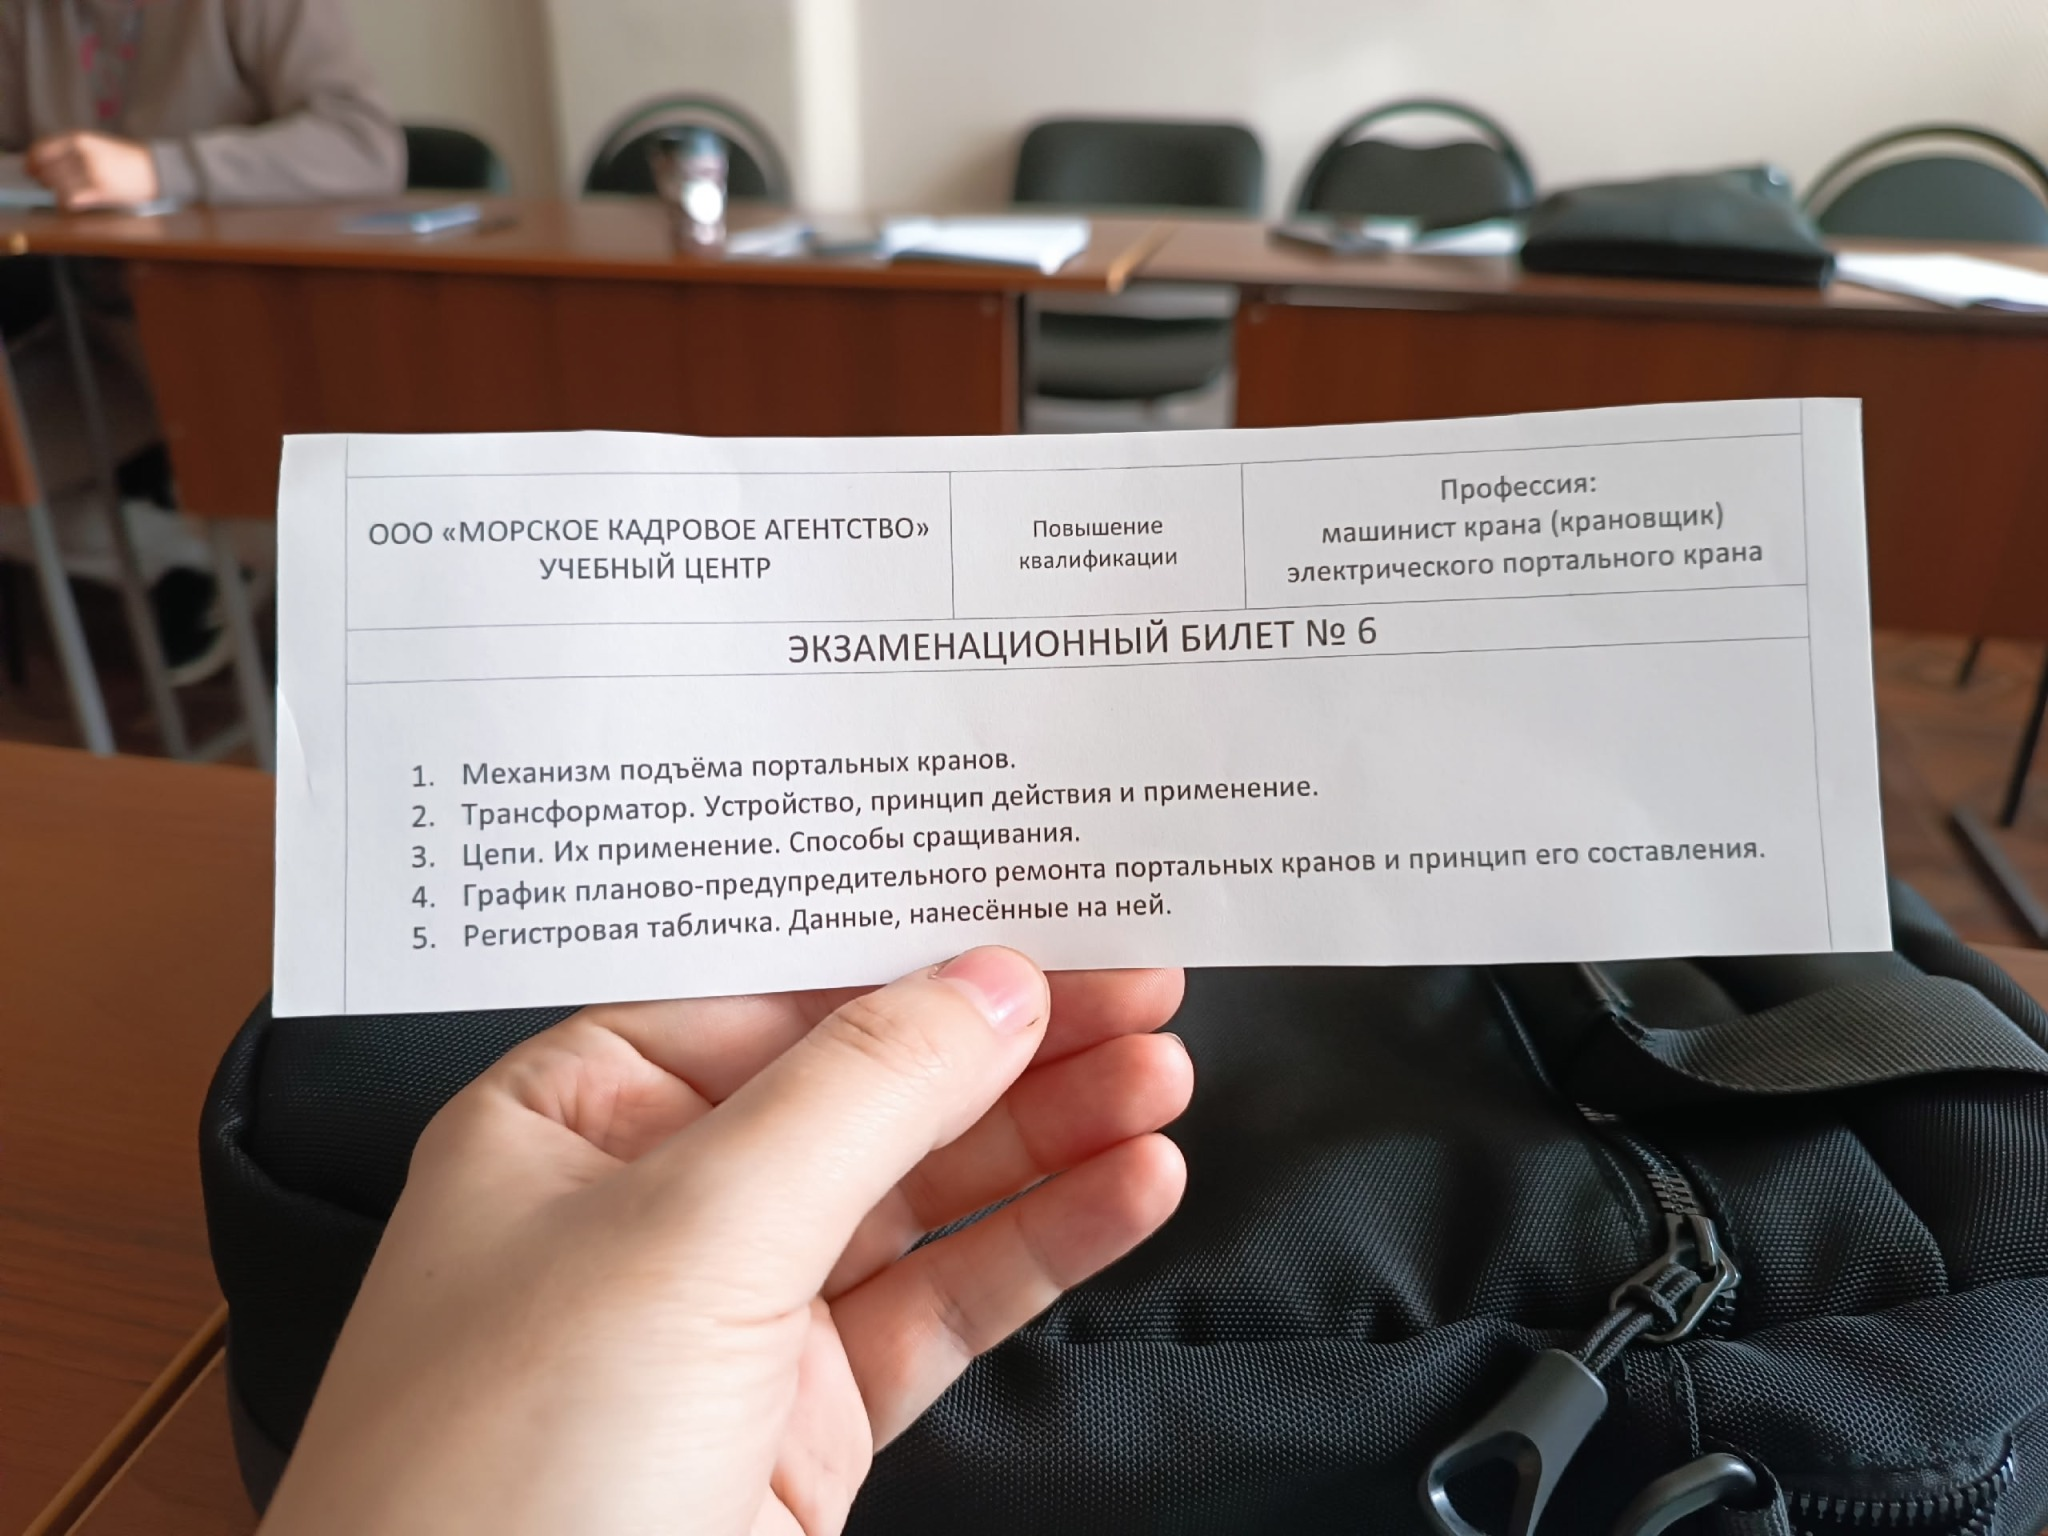 ООО «МОРСКОЕ КАДРОВОЕ АГЕНТСТВО»
УЧЕБНЫЙ ЦЕНТР
Повышение
квалификации
Профессия:
машинист крана (крановщик)
электрического портального крана
ЭКЗАМЕНАЦИОННЫЙ БИЛЕТ № 6
1. Механизм подъёма портальных кранов.
2. Трансформатор. Устройство, принцип действия и применение.
3. Цепи. Их применение. Способы сращивания.
4. График планово-предупредительного ремонта портальных кранов и принцип его составления.
5. Регистровая табличка. Данные, нанесённые на ней.